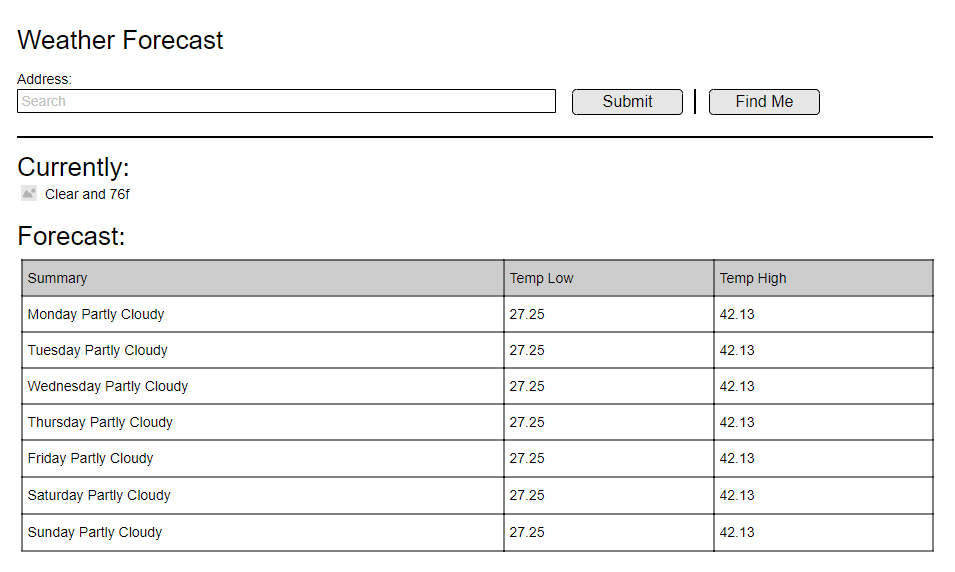 Weather Forecast
Address:
Search
Submit
Find Me
Currently:
Clear and 76f
Forecast:
Summary Temp Low Temp High
Monday Partly Cloudy 27.25 42.13
Tuesday Partly Cloudy 27.25 42.13
Wednesday Partly Cloudy 27.25 42.13
Thursday Partly Cloudy 27.25 42.13
Friday Partly Cloudy 27.25 42.13
Saturday Partly Cloudy 27.25 42.13
Sunday Partly Cloudy 27.25 42.13